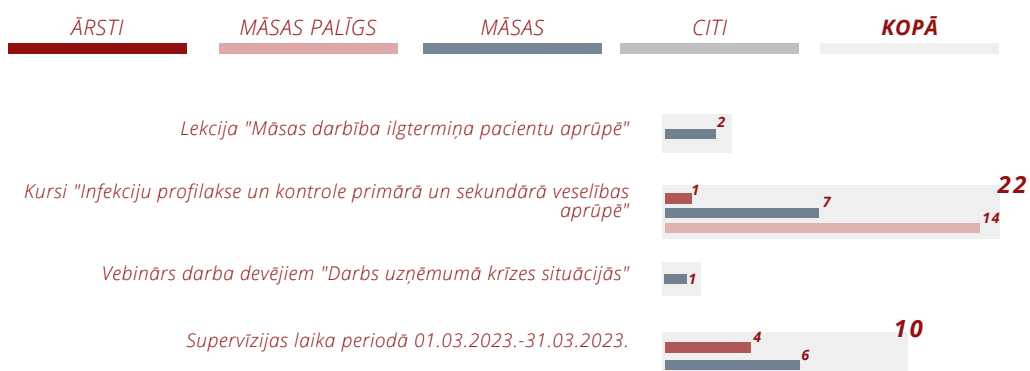 ĀRSTI
MĀSAS PALĪGS
MĀSAS
CITI
KOPĀ
Lekcija "Māsas darbība ilgtermiņa pacientu aprūpē"
2
Kursi "Infekciju profilakse un kontrole primārā un sekundārā veselības
aprūpē"
1
22
7
14
Vebinārs darba devējiem "Darbs uzņēmumā krīzes situācijās"
1
Supervīzijas laika periodā 01.03.2023.-31.03.2023.
10
4
6